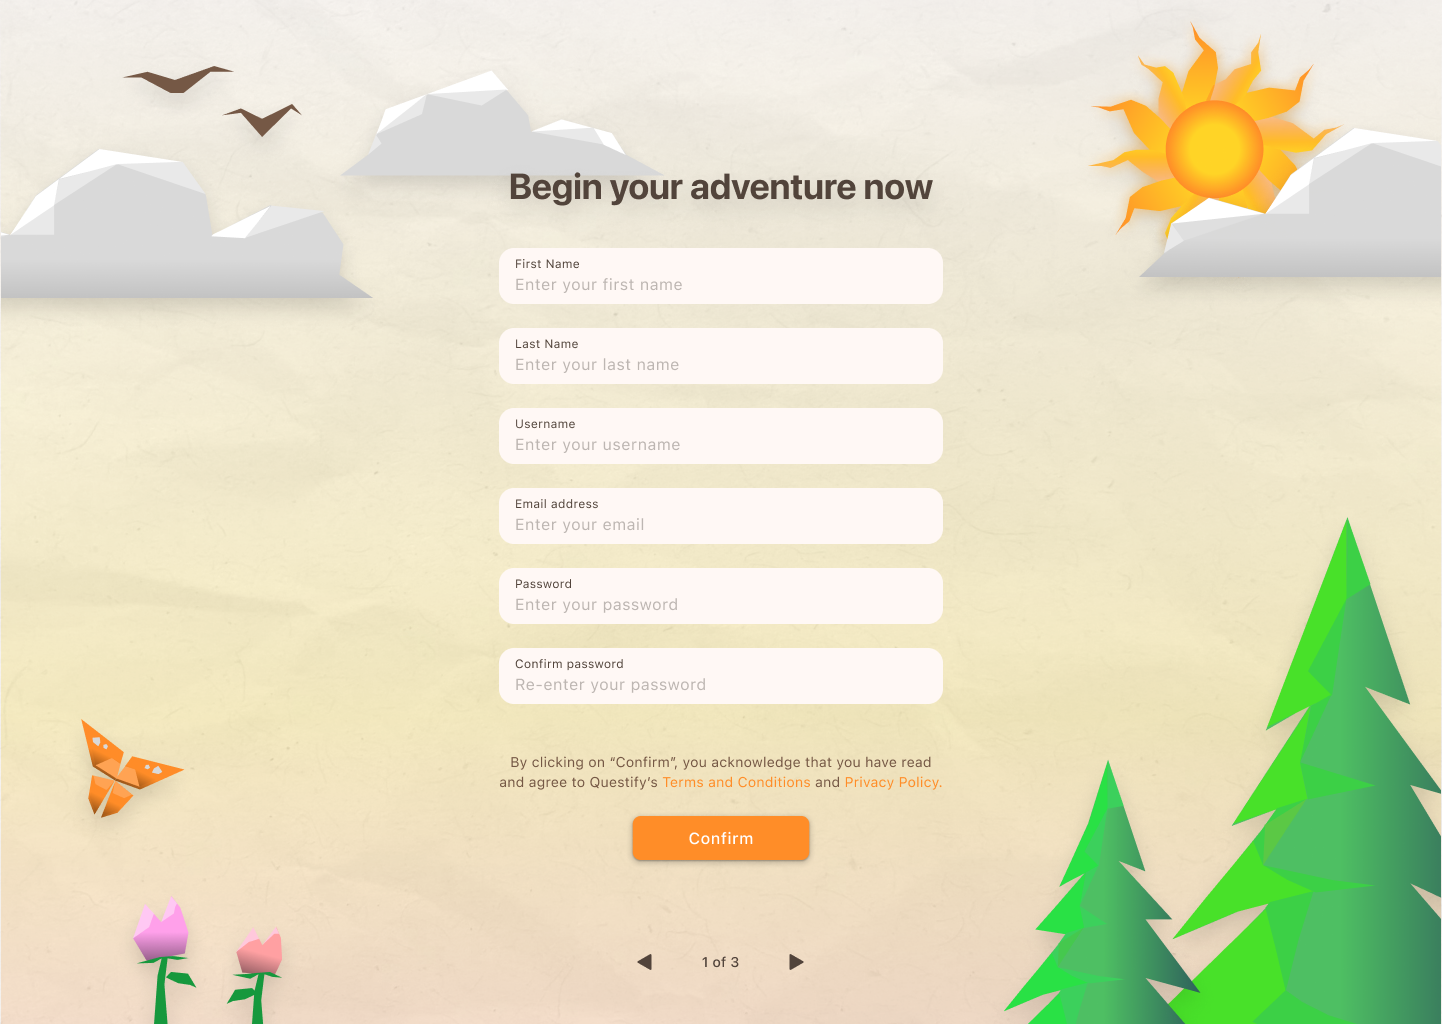 Begin your adventure now
First Name
Enter your first name
Last Name
Enter your last name
Username
Enter your username
Email address
Enter your email
Password
Enter your password
Confirm password
Re-enter your password
By clicking on “Confirm”, you acknowledge that you have read
and agree to Questify’s Terms and Conditions and Privacy Policy.
Confirm
1 of 3